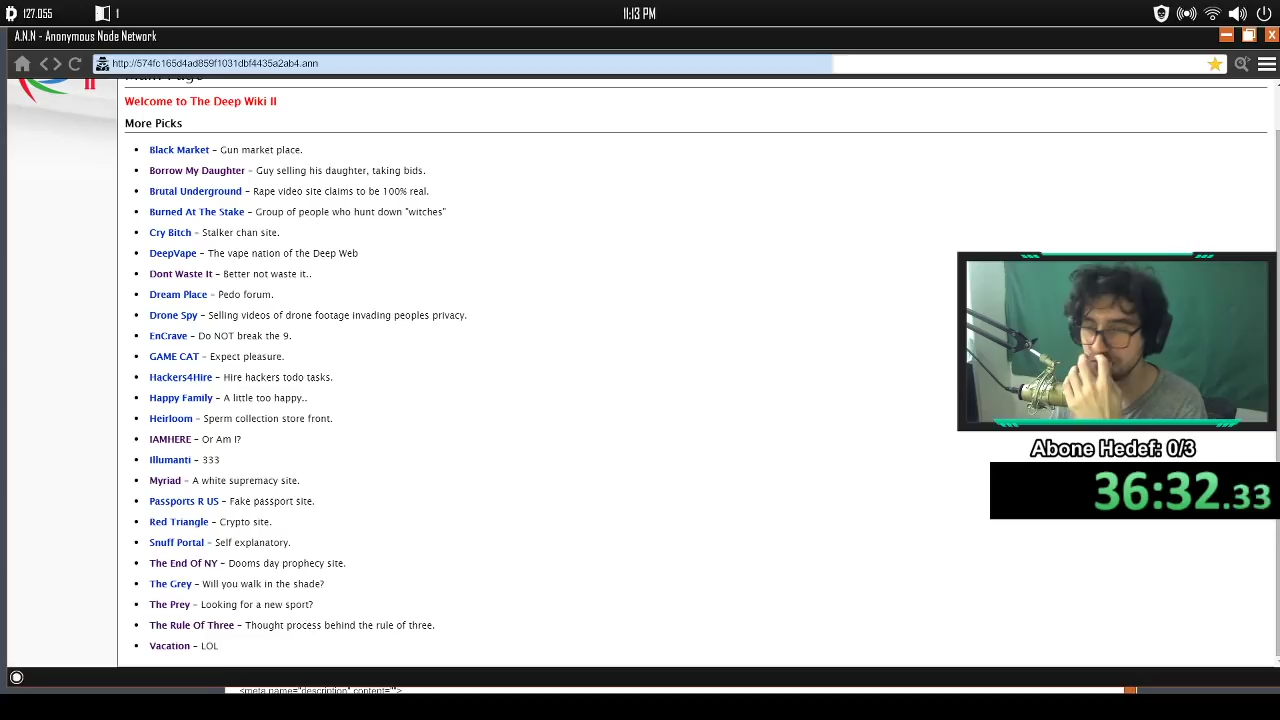 127.055
1
11:13 PM
A.N.N - Anonymous Node Network
http://574fc165d4ad859f1031dbf4435a2ab4.ann
II
Main Page
Welcome to The Deep Wiki II
More Picks
Black Market - Gun market place.
Borrow My Daughter - Guy selling his daughter, taking bids.
Brutal Underground - Rape video site claims to be 100% real.
Burned At The Stake - Group of people who hunt down "witches"
Cry Bitch - Stalker chan site.
DeepVape - The vape nation of the Deep Web
Dont Waste It - Better not waste it..
Dream Place - Pedo forum.
Drone Spy - Selling videos of drone footage invading peoples privacy.
EnCrave - Do NOT break the 9.
GAME CAT - Expect pleasure.
Hackers4Hire - Hire hackers todo tasks.
Happy Family - A little too happy..
Heirloom - Sperm collection store front.
IAMHERE - Or Am I?
Illumanti - 333
Myriad - A white supremacy site.
Passports R US - Fake passport site.
Red Triangle - Crypto site.
Snuff Portal - Self explanatory.
The End Of NY - Dooms day prophecy site.
The Grey - Will you walk in the shade?
The Prey - Looking for a new sport?
The Rule Of Three - Thought process behind the rule of three.
Vacation - LOL
Abone Hedef: 0/3
36:32.33
<meta name="description" content="">